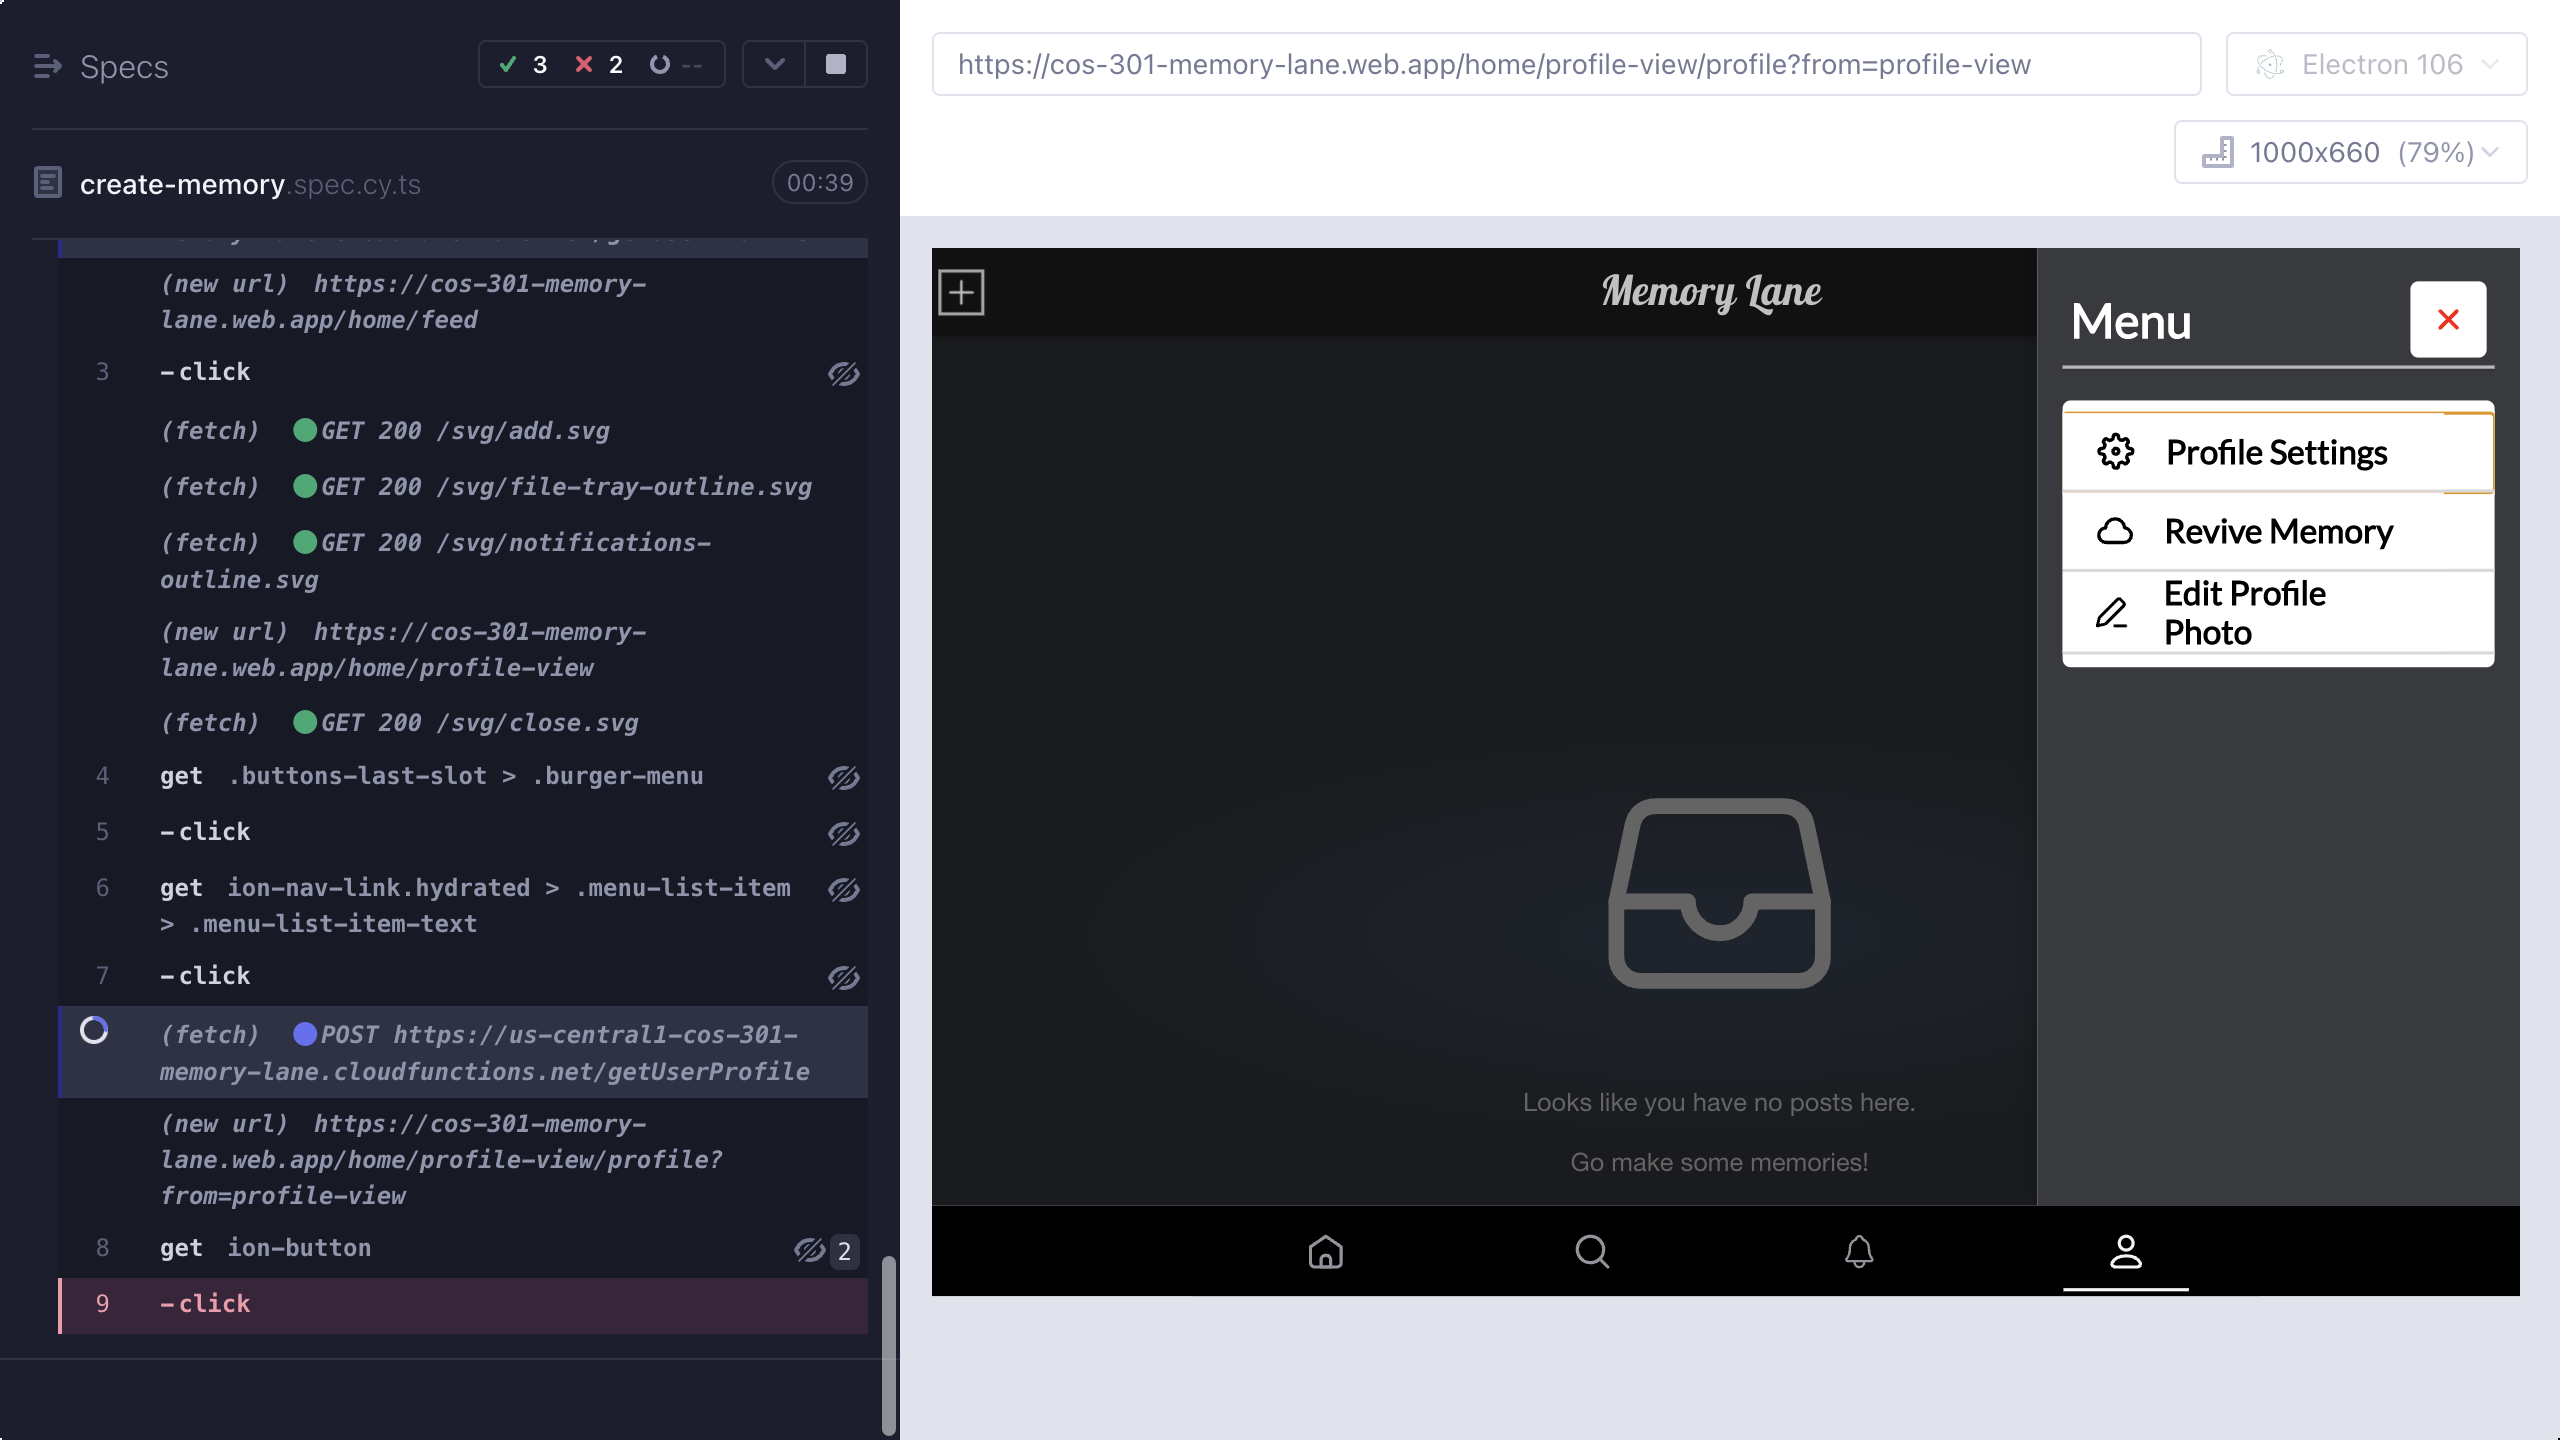 Specs
3 2 --
create-memory.spec.cy.ts
00:39
(new url) https://cos-301-memory-
lane.web.app/home/feed
3 -click
(fetch) GET 200 /svg/add.svg
(fetch) GET 200 /svg/file-tray-outline.svg
(fetch) GET 200 /svg/notifications-
outline.svg
(new url) https://cos-301-memory-
lane.web.app/home/profile-view
(fetch) GET 200 /svg/close.svg
4 get .buttons-last-slot > .burger-menu
5 -click
6 get ion-nav-link.hydrated > .menu-list-item
> .menu-list-item-text
7 -click
(fetch) POST https://us-central1-cos-301-
memory-lane.cloudfunctions.net/getUserProfile
(new url) https://cos-301-memory-
lane.web.app/home/profile-view/profile?
from=profile-view
8 get ion-button 2
9 -click
https://cos-301-memory-lane.web.app/home/profile-view/profile?from=profile-view
Electron 106
1000x660 (79%)
Memory Lane
Menu
Profile Settings
Revive Memory
Edit Profile
Photo
Looks like you have no posts here.
Go make some memories!